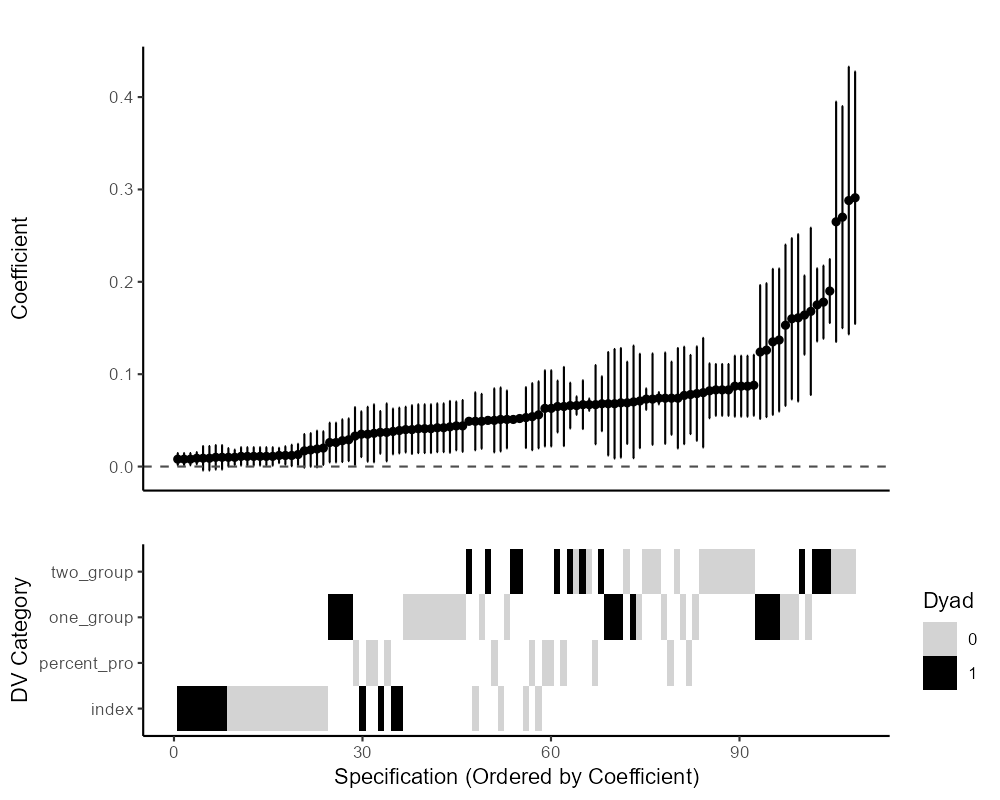 Coefficient
0.4
0.3
0.2
0.1
0.0
DV Category
two_group
one_group
percent_pro
index
0 30 60 90
Specification (Ordered by Coefficient)
Dyad
0
1